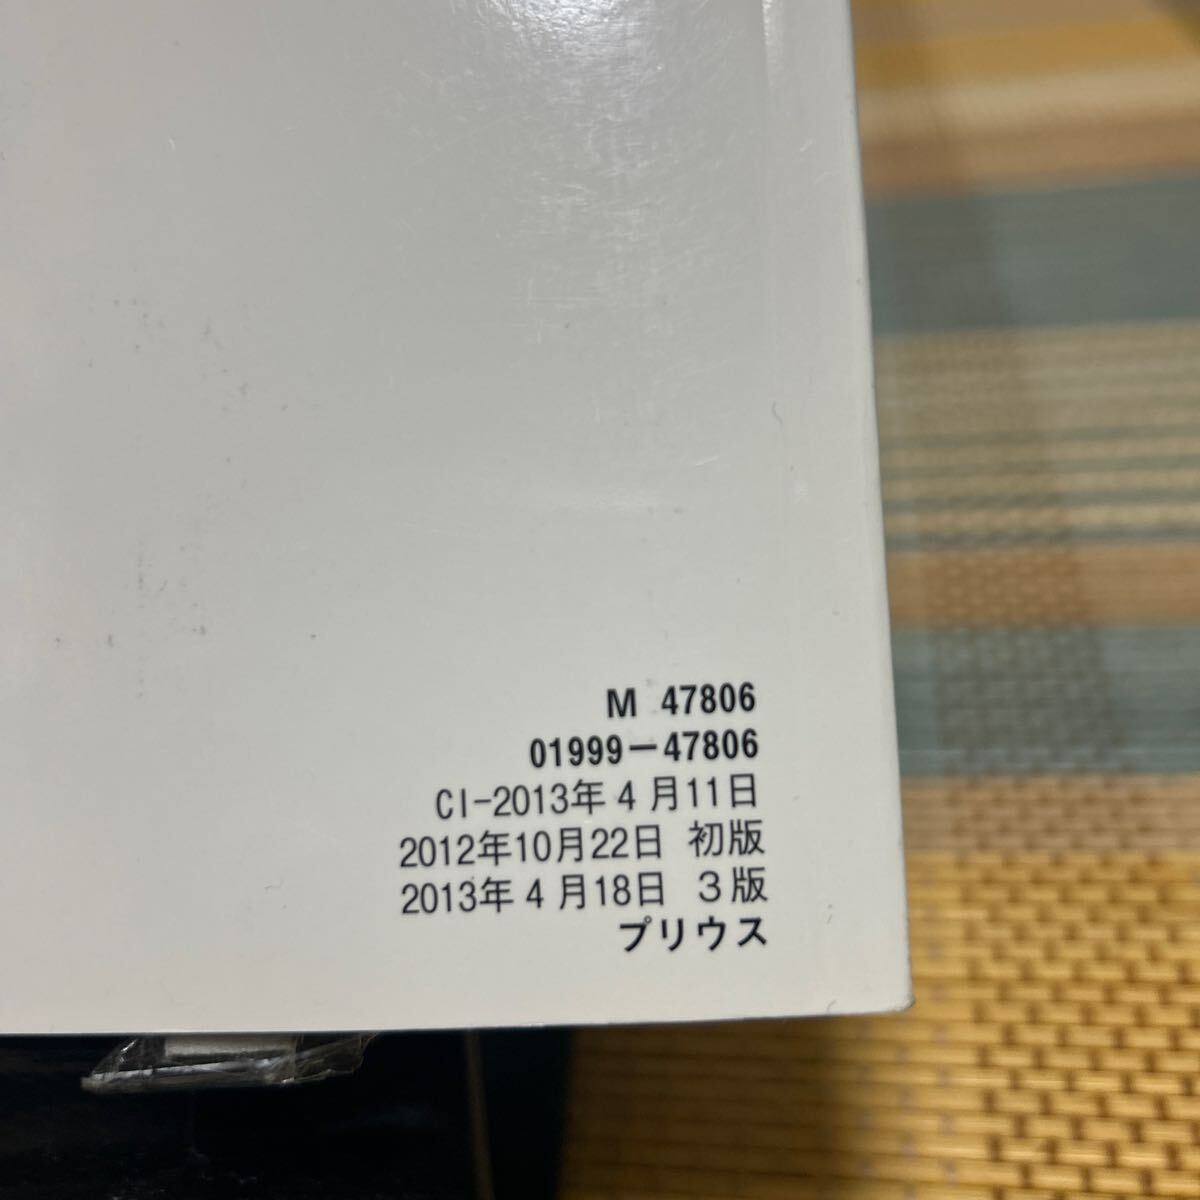 M 47806
01999-47806
CI-2013年4月11日
2012年10月22日 初版
2013年4月18日 3版
プリウス